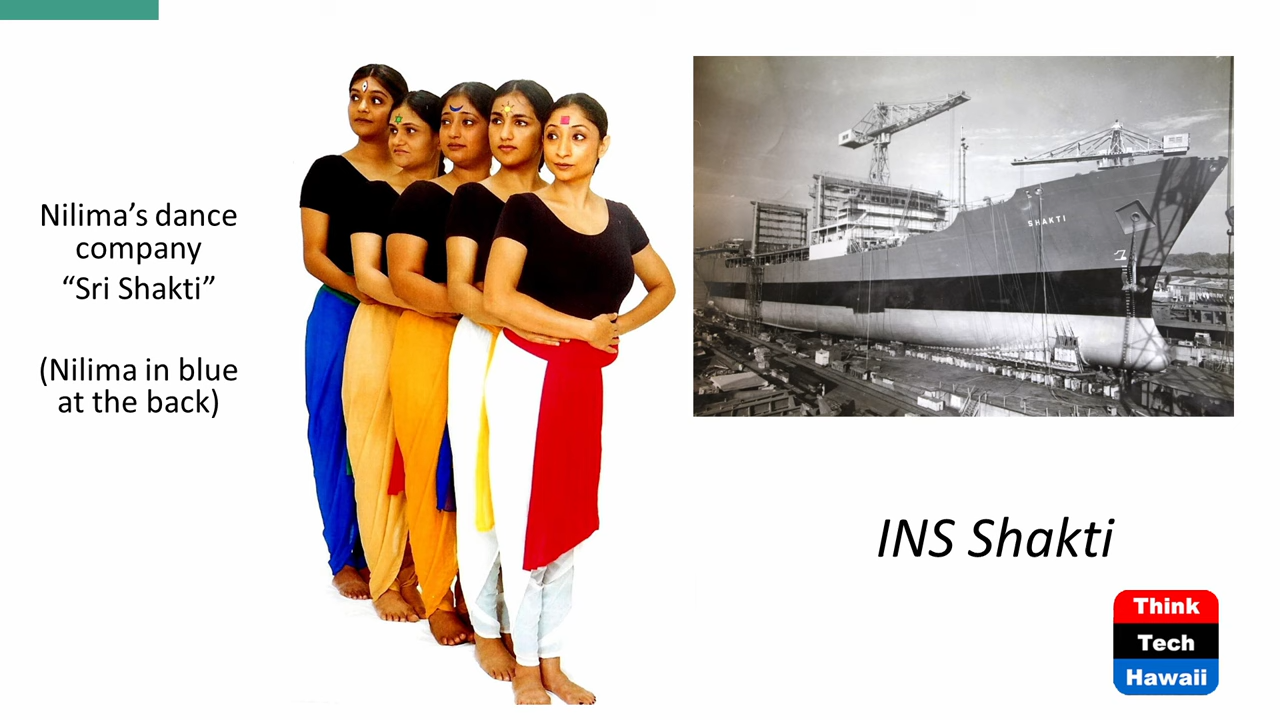 Nilima’s dance
company
“Sri Shakti”
(Nilima in blue
at the back)
SHAKTI
INS Shakti
Think
Tech
Hawaii